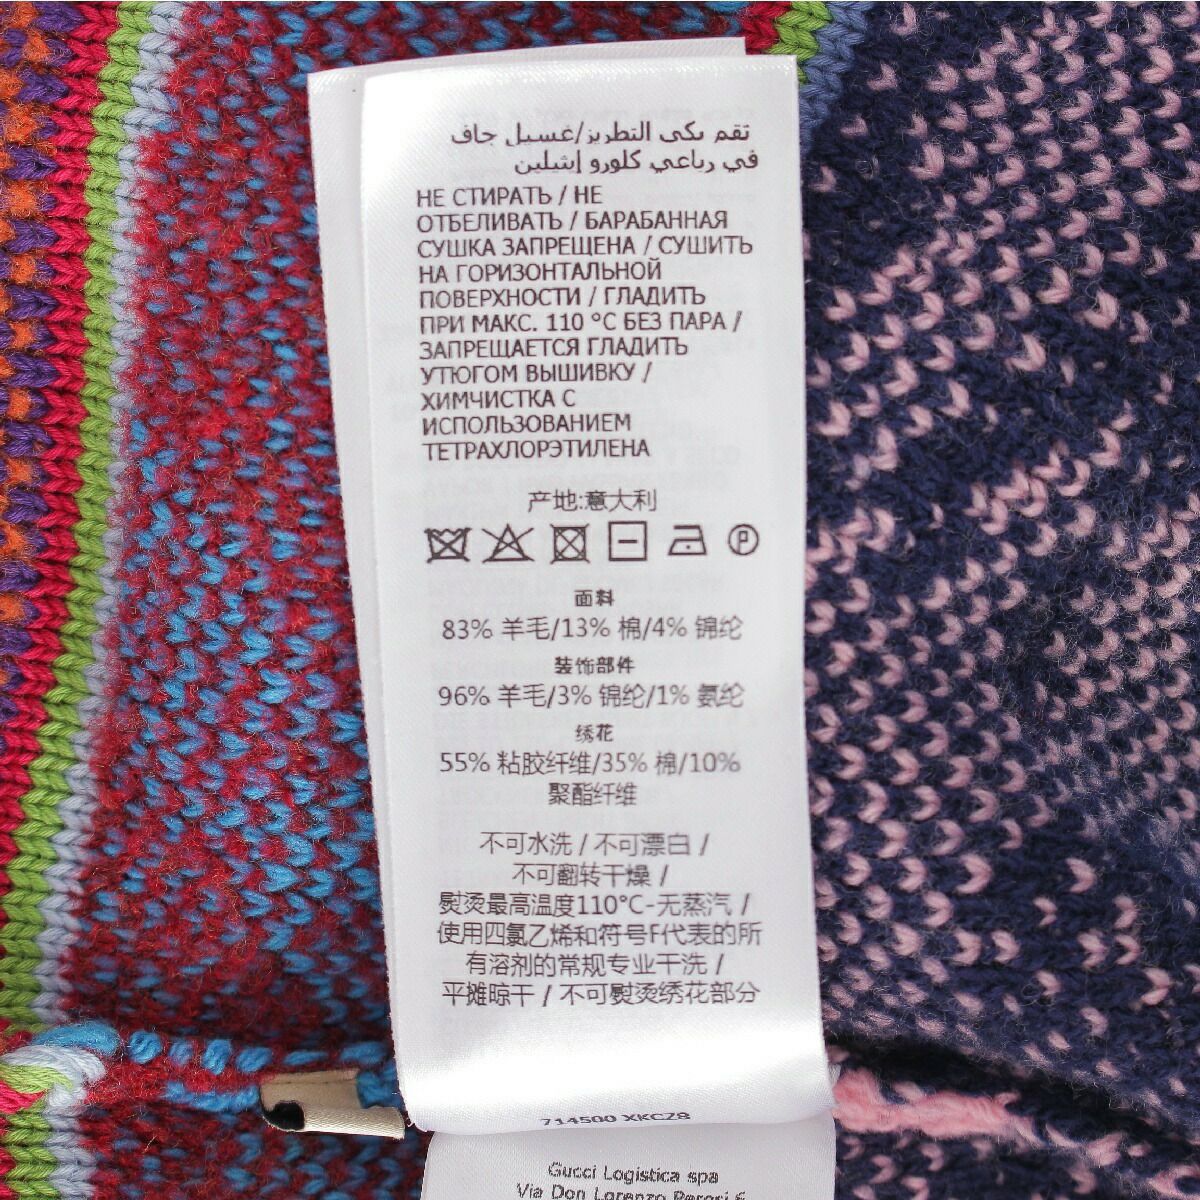 تقم بكي التطريز/غسيل جاف
في رباعي كلورو إيثيلين
НЕ СТИРАТЬ / НЕ
ОТБЕЛИВАТЬ / БАРАБАННАЯ
СУШКА ЗАПРЕЩЕНА / СУШИТЬ
НА ГОРИЗОНТАЛЬНОЙ
ПОВЕРХНОСТИ / ГЛАДИТЬ
ПРИ МАКС. 110 °C БЕЗ ПАРА /
ЗАПРЕЩАЕТСЯ ГЛАДИТЬ
УТЮГОМ ВЫШИВКУ /
ХИМЧИСТКА С
ИСПОЛЬЗОВАНИЕМ
ТЕТРАХЛОРЭТИЛЕНА
产地:意大利
P
面料
83% 羊毛/13% 棉/4% 锦纶
装饰部件
96% 羊毛/3% 锦纶/1% 氨纶
绣花
55% 粘胶纤维/35% 棉/10%
聚酯纤维
不可水洗 / 不可漂白 /
不可翻转干燥 /
熨烫最高温度110°C-无蒸汽 /
使用四氯乙烯和符号F代表的所
有溶剂的常规专业干洗 /
平摊晾干 / 不可熨烫绣花部分
714500 XKCZ8
Gucci Logistica spa
Via Don Lorenzo Perosi 6